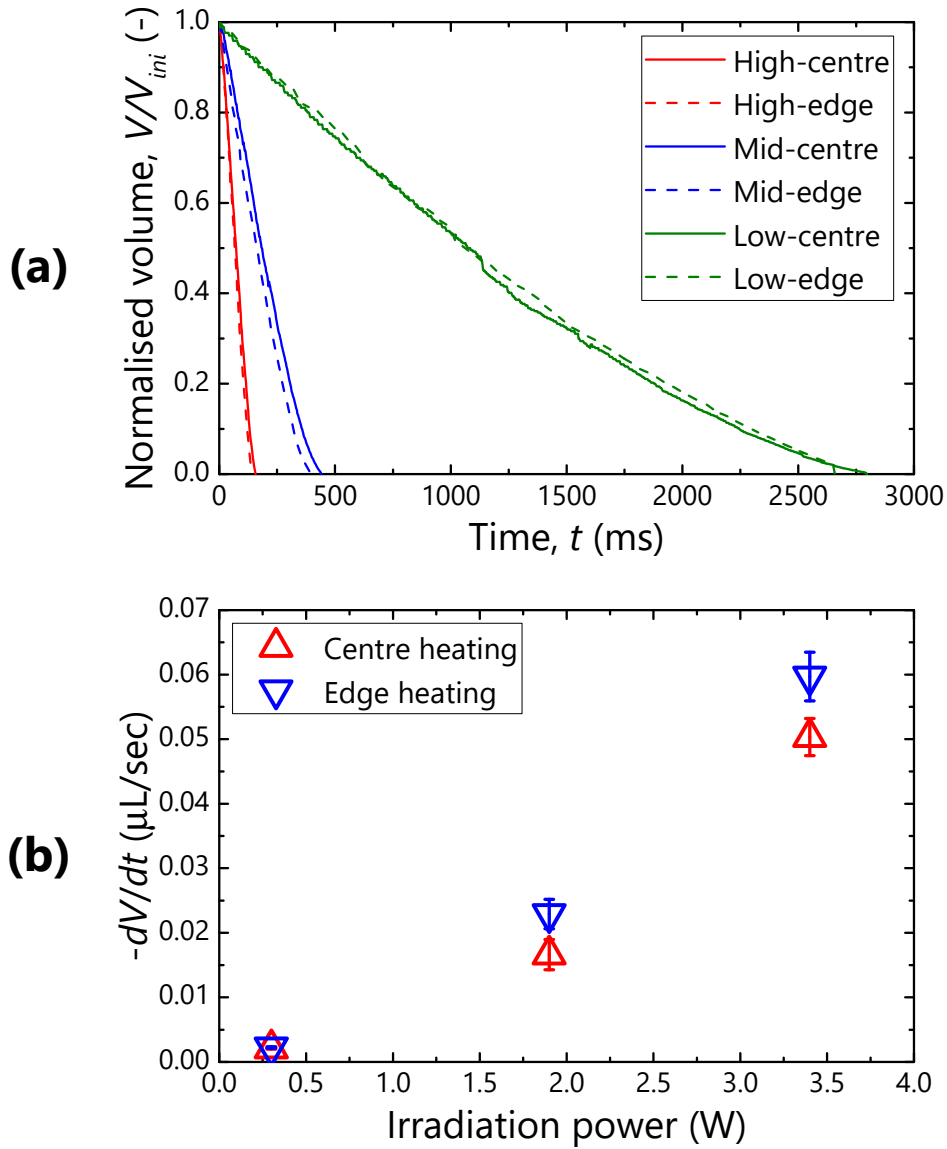 (a)
Normalised volume, V/Vini (-)
1.0
0.8
0.6
0.4
0.2
0.0
High-centre
High-edge
Mid-centre
Mid-edge
Low-centre
Low-edge
0 500 1000 1500 2000 2500 3000
Time, t (ms)
(b)
-dV/dt (μL/sec)
0.07
0.06
0.05
0.04
0.03
0.02
0.01
0.00
Centre heating
Edge heating
0.0 0.5 1.0 1.5 2.0 2.5 3.0 3.5 4.0
Irradiation power (W)